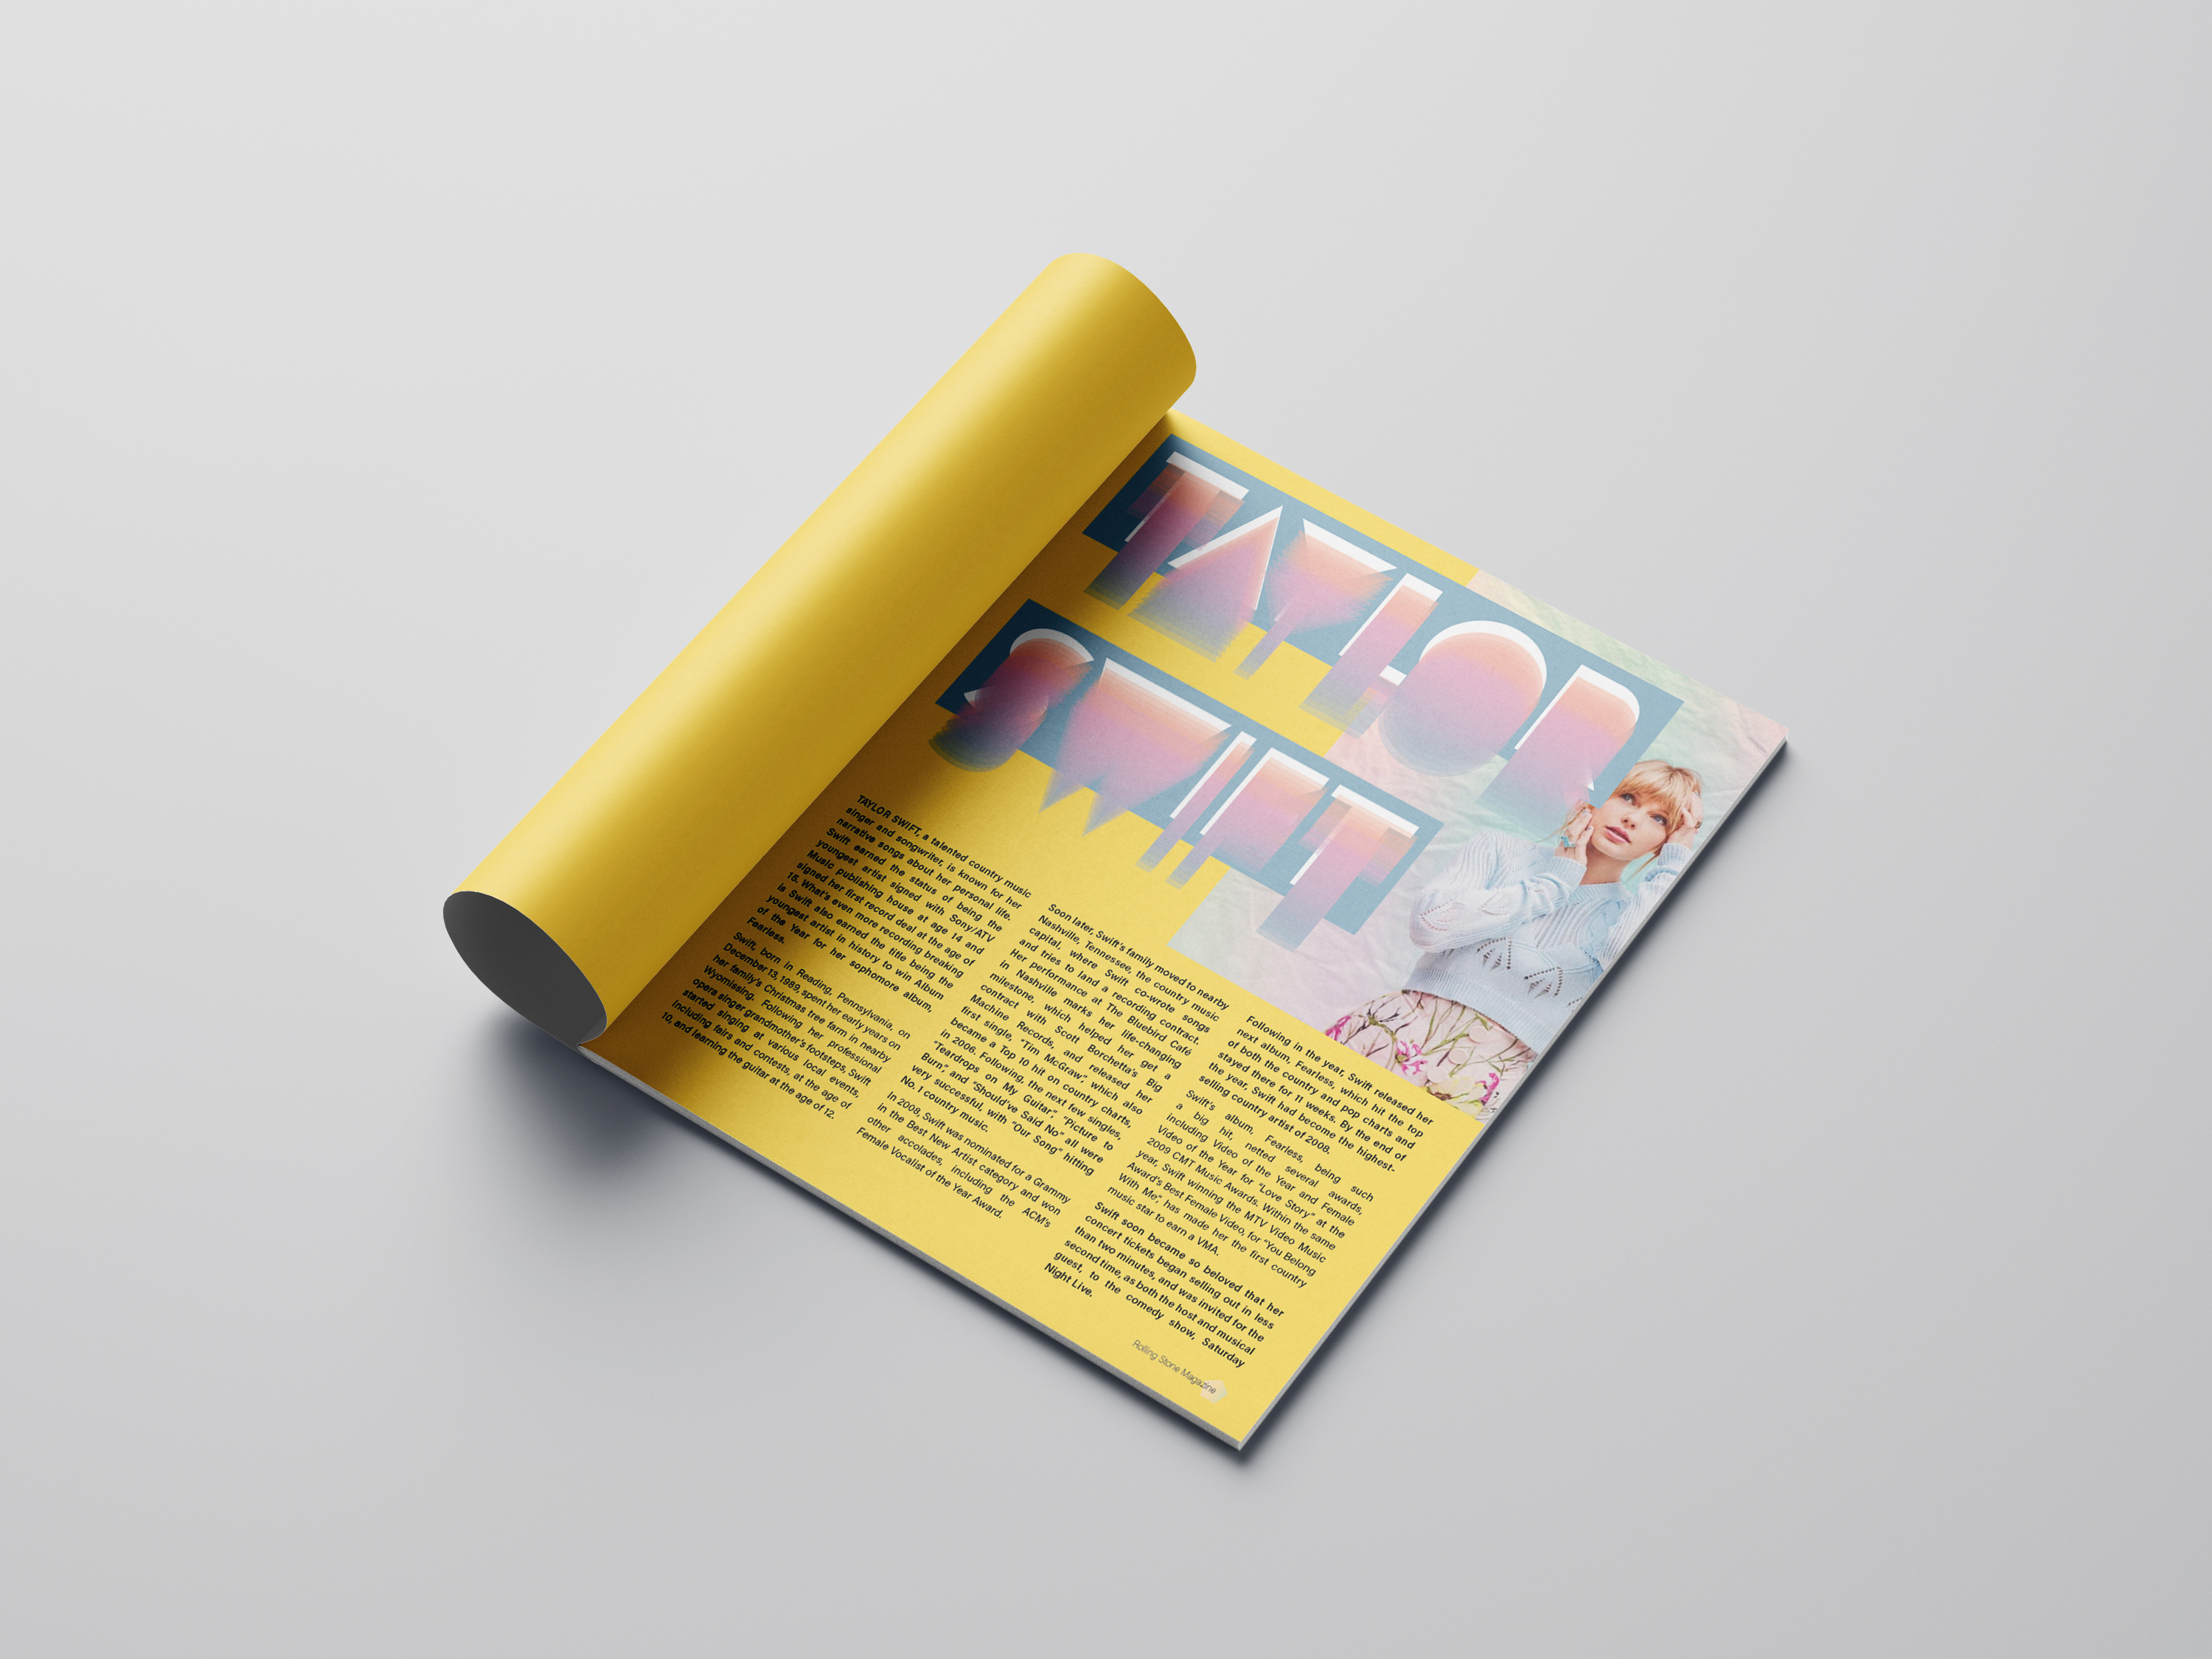 TAYLOR
SWIFT
TAYLOR SWIFT, a talented country music
singer and songwriter, is known for her
narrative songs about her personal life.
Swift earned the status of being the
youngest artist signed with Sony/ATV
Music publishing house at age 14 and
signed her first record deal at the age of
15. What's even more recording breaking
is Swift also earned the title being the
youngest artist in history to win Album
of the Year for her sophomore album,
Fearless.
Swift, born in Reading, Pennsylvania, on
December 13, 1989, spent her early years on
her family's Christmas tree farm in nearby
Wyomissing. Following her professional
opera singer grandmother's footsteps, Swift
started singing at various local events,
including fairs and contests, at the age of
10, and learning the guitar at the age of 12.
Soon later, Swift's family moved to nearby
Nashville, Tennessee, the country music
capital, where Swift co-wrote songs
and tries to land a recording contract.
Her performance at The Bluebird Café
in Nashville marks her life-changing
milestone, which helped her get a
contract with Scott Borchetta's Big
Machine Records, and released her
first single, "Tim McGraw", which also
became a Top 10 hit on country charts,
in 2006. Following, the next few singles,
"Teardrops on My Guitar," "Picture to
Burn", and "Should've Said No" all were
very successful, with "Our Song" hitting
No. 1 country music.
In 2008, Swift was nominated for a Grammy
in the Best New Artist category and won
other accolades, including the ACM's
Female Vocalist of the Year Award.
Following in the year, Swift released her
next album, Fearless, which hit the top
of both the country and pop charts and
stayed there for 11 weeks. By the end of
the year, Swift had become the highest-
selling country artist of 2008.
Swift's album, Fearless, being such
a big hit, netted several awards,
including Video of the Year and Female
Video of the Year for "Love Story" at the
2009 CMT Music Awards. Within the same
year, Swift winning the MTV Video Music
Award's Best Female Video, for "You Belong
With Me", has made her the first country
music star to earn a VMA.
Swift soon became so beloved that her
concert tickets began selling out in less
than two minutes, and was invited for the
second time, as both the host and musical
guest, to the comedy show, Saturday
Night Live.
Rolling Stone Magazine